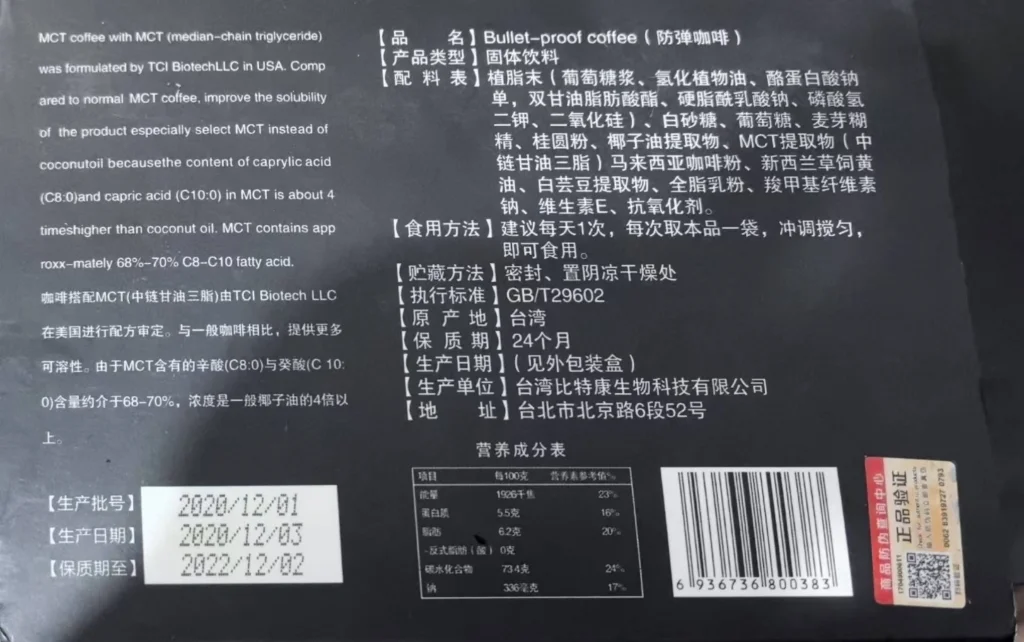 MCT coffee with MCT (median-chain triglyceride)
was formulated by TCI BiotechLLC in USA. Comp
ared to normal MCT coffee, improve the solubility
of the product especially select MCT instead of
coconutoil becausethe content of caprylic acid
(C8:0)and capric acid (C10:0) in MCT is about 4
timeshigher than coconut oil. MCT contains app
roxx-mately 68%-70% C8-C10 fatty acid.
咖啡搭配MCT(中链甘油三脂)由TCI Biotech LLC
在美国进行配方审定。与一般咖啡相比，提供更多
可溶性。由于MCT含有的辛酸(C8:0)与癸酸(C 10:
0)含量约介于68-70%，浓度是一般椰子油的4倍以
上。
【生产批号】 2020/12/01
【生产日期】 2020/12/03
【保质期至】 2022/12/02
【品 名】Bullet-proof coffee（防弹咖啡）
【产品类型】固体饮料
【配 料 表】植脂末（葡萄糖浆、氢化植物油、酪蛋白酸钠
单，双甘油脂肪酸酯、硬脂酰乳酸钠、磷酸氢
二钾、二氧化硅）、白砂糖、葡萄糖、麦芽糊
精、桂圆粉、椰子油提取物、MCT提取物（中
链甘油三脂）马来西亚咖啡粉、新西兰草饲黄
油、白芸豆提取物、全脂乳粉、羧甲基纤维素
钠、维生素E、抗氧化剂。
【食用方法】建议每天1次，每次取本品一袋，冲调搅匀，
即可食用。
【贮藏方法】密封、置阴凉干燥处
【执行标准】GB/T29602
【原 产 地】台湾
【保 质 期】24个月
【生产日期】（见外包装盒）
【生产单位】台湾比特康生物科技有限公司
【地 址】台北市北京路6段52号
营养成分表
项目 每100克 营养素参考值%
能量 1926千焦 23%
蛋白质 5.5克 16%
脂肪 6.2克 20%
-反式脂肪（酸） 0克
碳水化合物 73.4克 24%
钠 336毫克 17%
6 936736 800383
商品防伪查询中心
正品验证